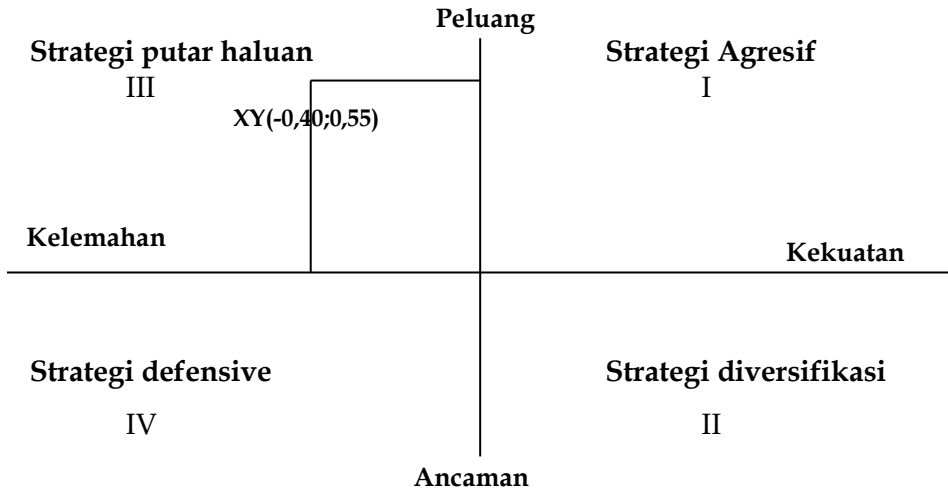 Peluang
Strategi putar haluan
Strategi Agresif
III
I
XY(-0,40;0,55)
Kelemahan
Kekuatan
Strategi defensive
Strategi diversifikasi
IV
II
Ancaman